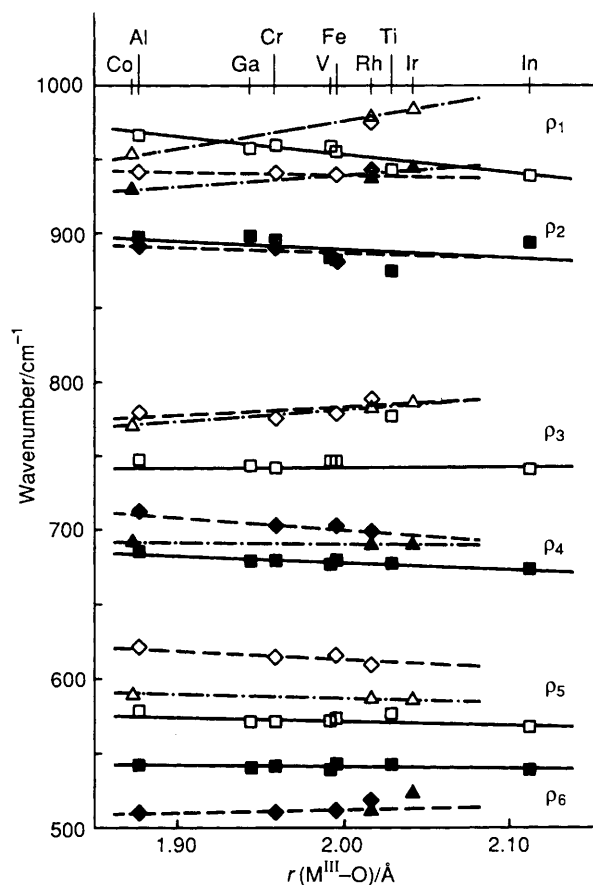 Al Cr Fe Ti
Co Ga V Rh Ir In
1000
ρ1
900
ρ2
800
ρ3
700
ρ4
600
ρ5
500
ρ6
Wavenumber/cm⁻¹
1.90 2.00 2.10
r (Mᴵᴵᴵ–O)/Å